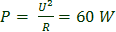 P = U²/R = 60 W